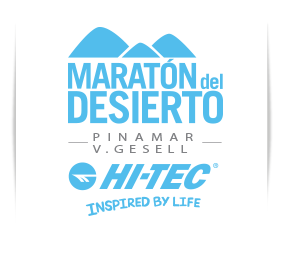 MARATÓN del
DESIERTO
PINAMAR
V.GESELL
HI-TEC®
INSPIRED BY LIFE